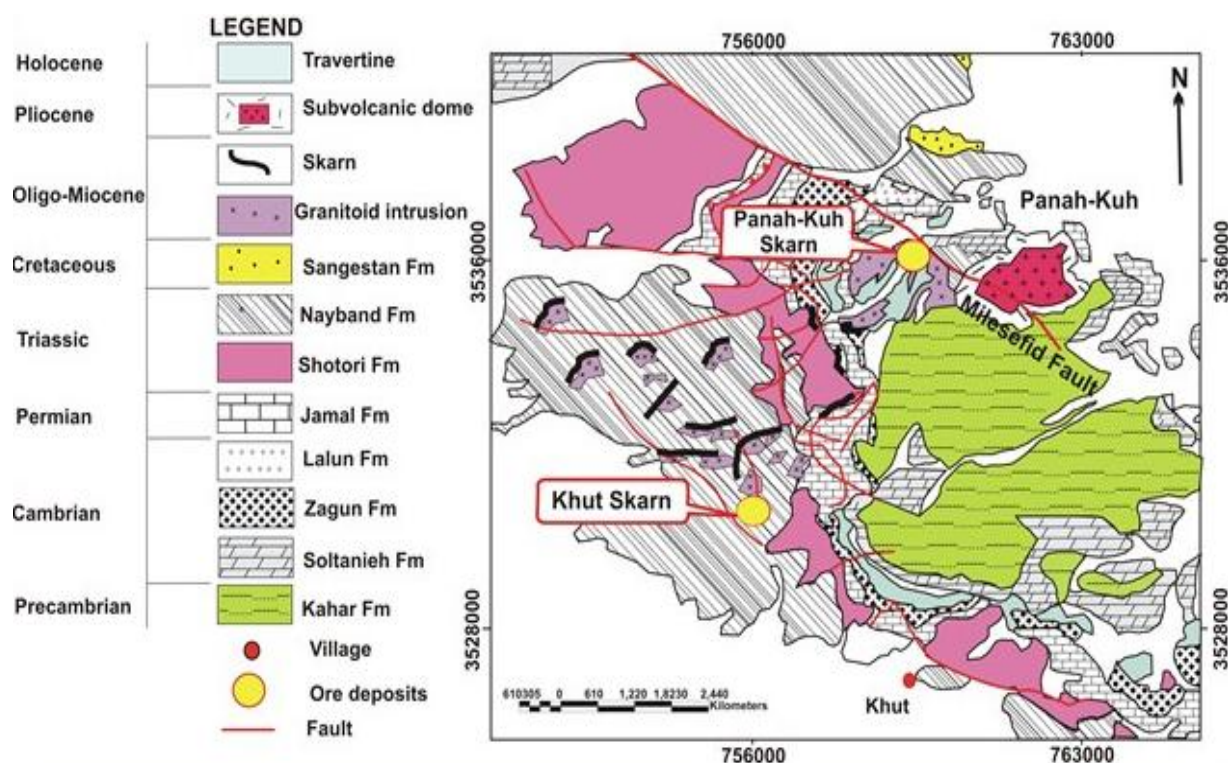 LEGEND
Holocene
Travertine
Pliocene
Subvolcanic dome
Skarn
Oligo-Miocene
Granitoid intrusion
Cretaceous
Sangestan Fm
Nayband Fm
Triassic
Shotori Fm
Permian
Jamal Fm
Lalun Fm
Cambrian
Zagun Fm
Soltanieh Fm
Precambrian
Kahar Fm
Village
Ore deposits
Fault
756000
763000
N
Panah-Kuh
Panah-Kuh
Skarn
3536000
3536000
Milesefid Fault
Khut Skarn
3528000
3528000
Khut
610305 0 610 1,220 1,8230 2,440
Kilometers
756000
763000